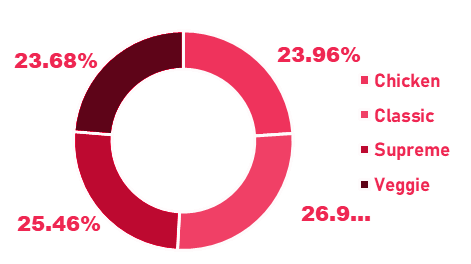 23.68%
23.96%
Chicken
Classic
Supreme
Veggie
25.46%
26.9...